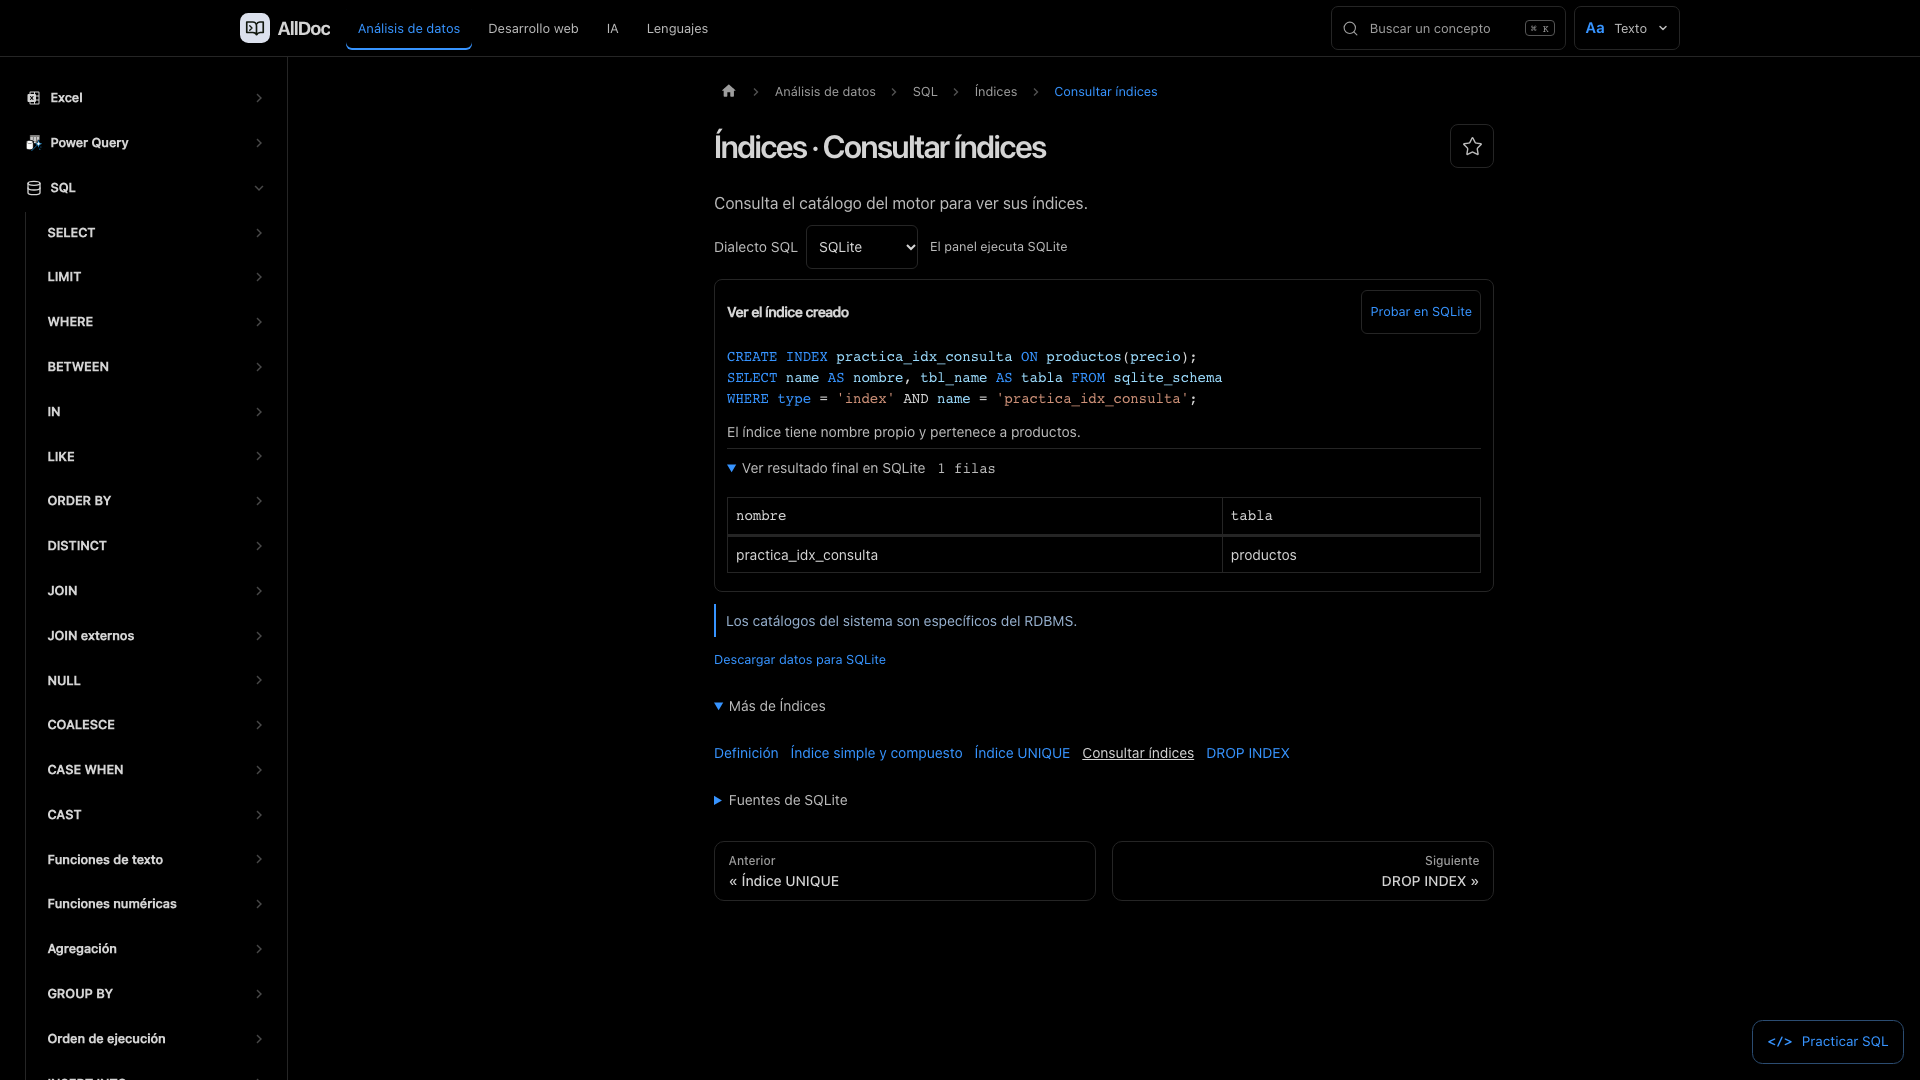 AllDoc
Análisis de datos
Desarrollo web
IA
Lenguajes
Buscar un concepto
⌘ K
Aa Texto
Excel
Power Query
SQL
SELECT
LIMIT
WHERE
BETWEEN
IN
LIKE
ORDER BY
DISTINCT
JOIN
JOIN externos
NULL
COALESCE
CASE WHEN
CAST
Funciones de texto
Funciones numéricas
Agregación
GROUP BY
Orden de ejecución
Análisis de datos > SQL > Índices > Consultar índices
Índices · Consultar índices
Consulta el catálogo del motor para ver sus índices.
Dialecto SQL SQLite El panel ejecuta SQLite
Ver el índice creado
Probar en SQLite
CREATE INDEX practica_idx_consulta ON productos(precio);
SELECT name AS nombre, tbl_name AS tabla FROM sqlite_schema
WHERE type = 'index' AND name = 'practica_idx_consulta';
El índice tiene nombre propio y pertenece a productos.
Ver resultado final en SQLite 1 filas
nombre tabla
practica_idx_consulta productos
Los catálogos del sistema son específicos del RDBMS.
Descargar datos para SQLite
Más de Índices
Definición Índice simple y compuesto Índice UNIQUE Consultar índices DROP INDEX
Fuentes de SQLite
Anterior
« Índice UNIQUE
Siguiente
DROP INDEX »
</> Practicar SQL